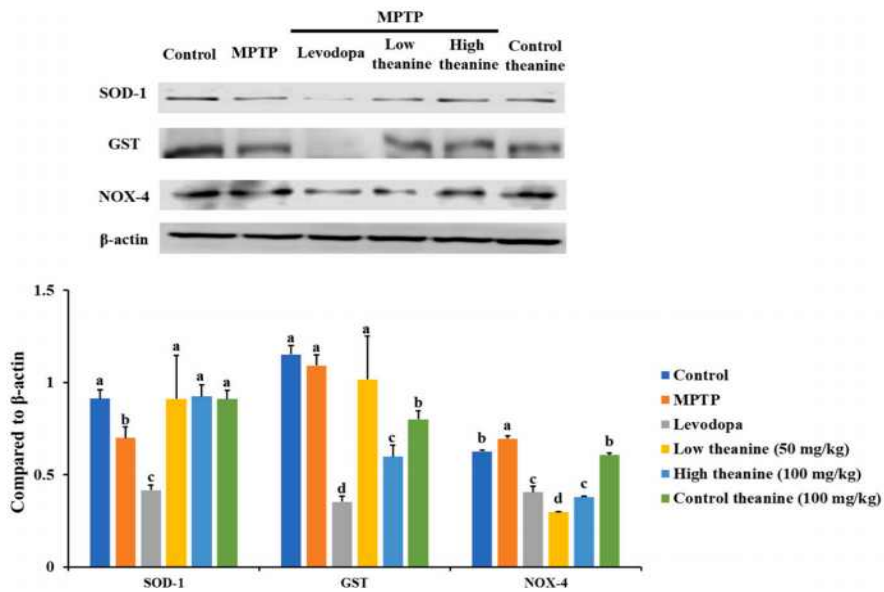 MPTP
Control MPTP Levodopa Low theanine High theanine Control theanine
SOD-1
GST
NOX-4
β-actin
1.5
1
0.5
0
Compared to β-actin
a b c a a a
a a d a c b
b a c d c b
SOD-1 GST NOX-4
Control
MPTP
Levodopa
Low theanine (50 mg/kg)
High theanine (100 mg/kg)
Control theanine (100 mg/kg)